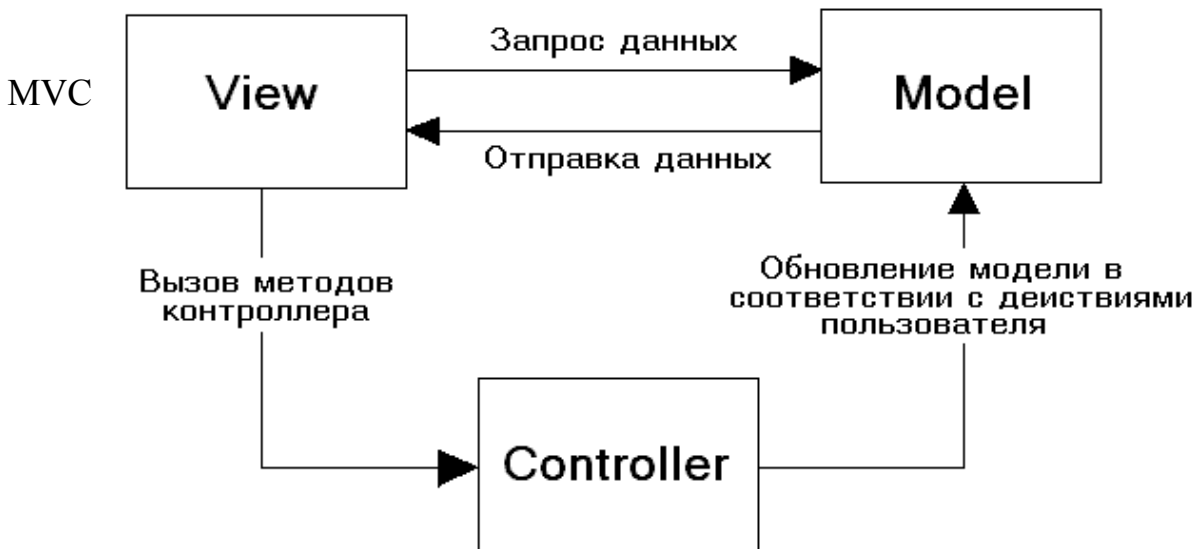 Запрос данных
MVC
View
Model
Отправка данных
Вызов методов
контроллера
Обновление модели в
соответствии с деиствиями
пользователя
Controller